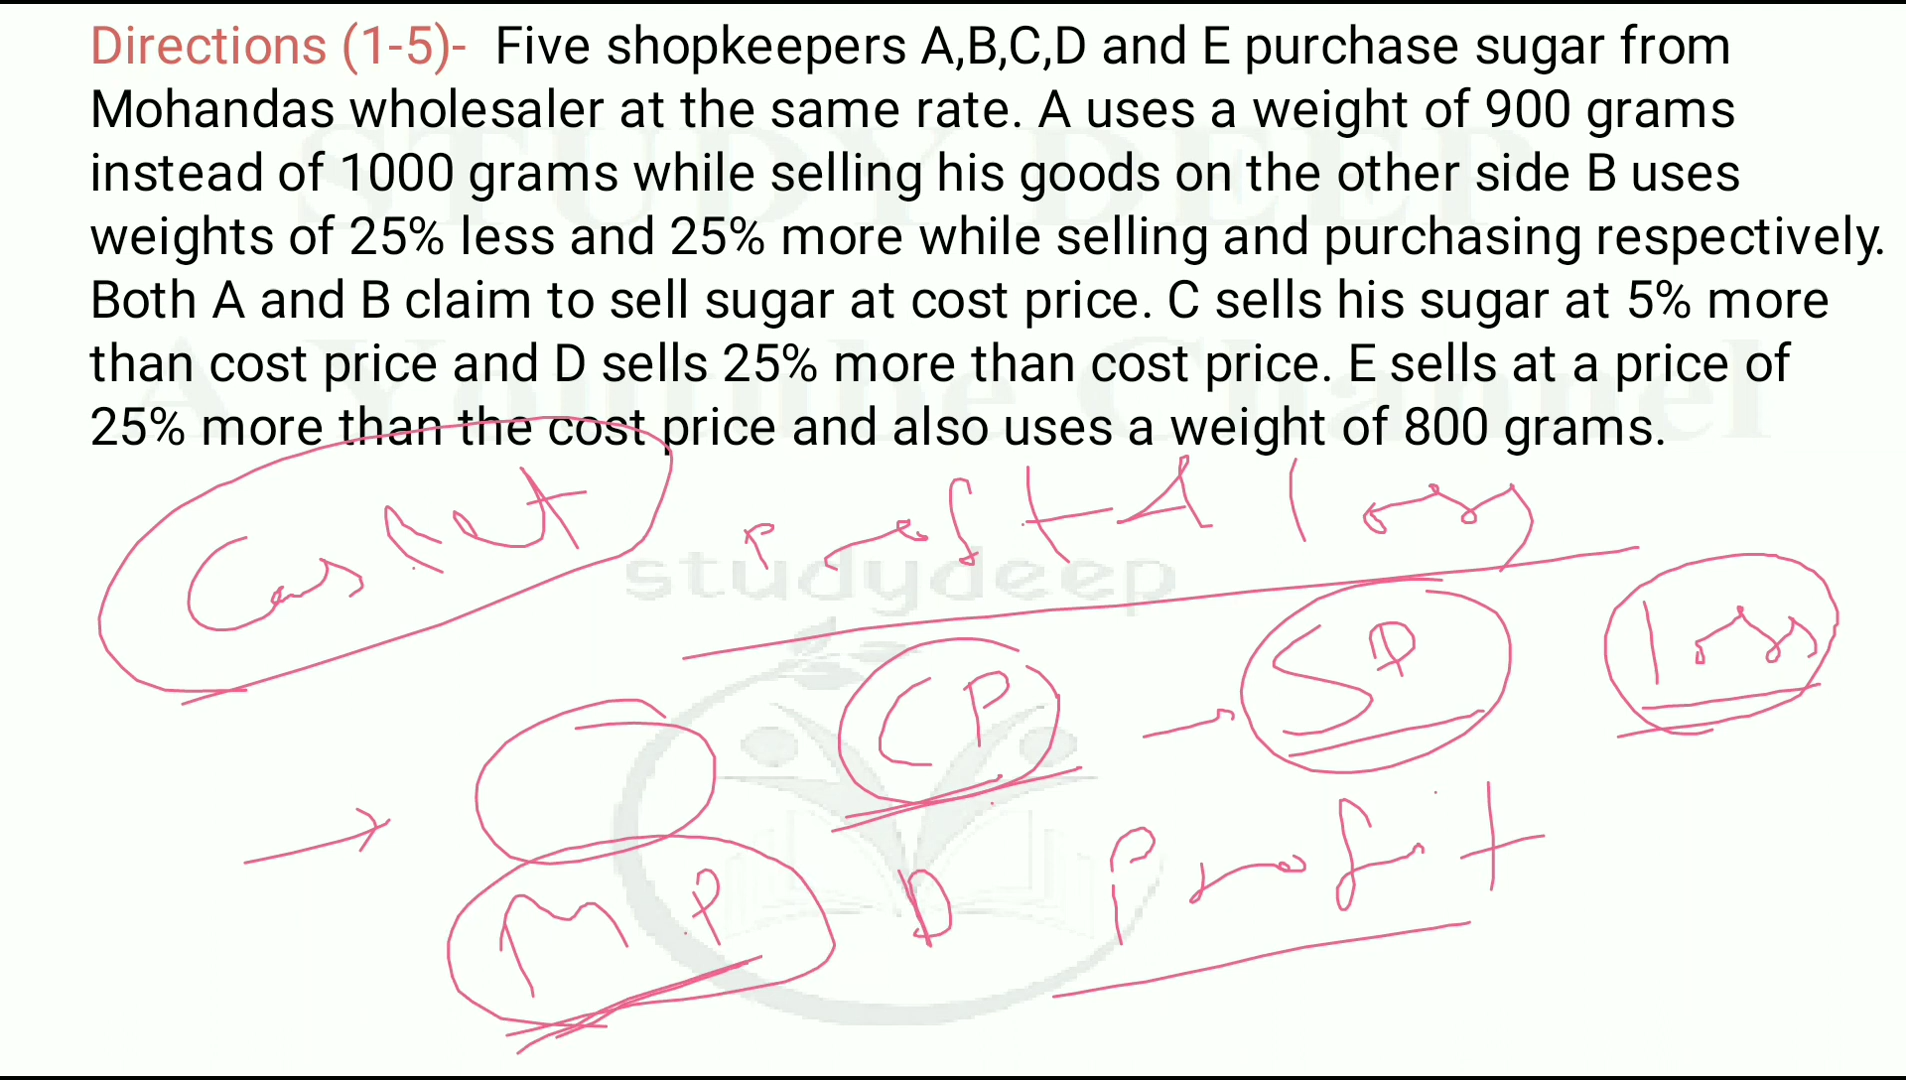 Directions (1-5)- Five shopkeepers A,B,C,D and E purchase sugar from
Mohandas wholesaler at the same rate. A uses a weight of 900 grams
instead of 1000 grams while selling his goods on the other side B uses
weights of 25% less and 25% more while selling and purchasing respectively.
Both A and B claim to sell sugar at cost price. C sells his sugar at 5% more
than cost price and D sells 25% more than cost price. E sells at a price of
25% more than the cost price and also uses a weight of 800 grams.
STUDY DEEP
A Youtube Channel
Profit & loss
studydeep
CP SP loss
MP D Profit